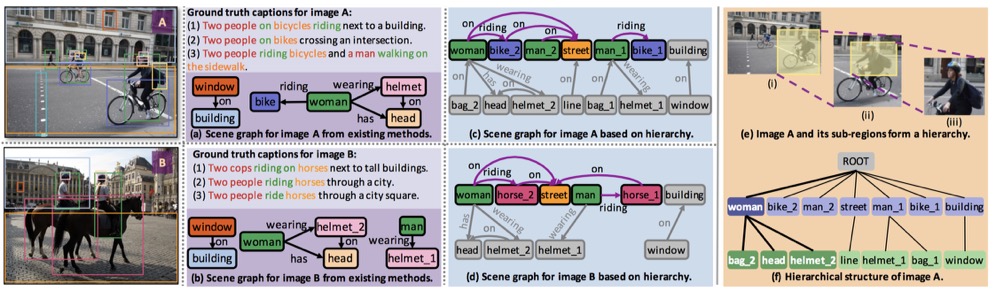 A
Ground truth captions for image A:
(1) Two people on bicycles riding next to a building.
(2) Two people on bikes crossing an intersection.
(3) Two people riding bicycles and a man walking on
the sidewalk.
window
on
building
bike
riding
woman
wearing
helmet
on
has
head
(a) Scene graph for image A from existing methods.
on
on
riding
riding
woman bike_2 man_2 street man_1 bike_1 building
on
has
on
wearing
on
on
wearing
on
bag_2 head helmet_2 line bag_1 helmet_1 window
(c) Scene graph for image A based on hierarchy.
B
Ground truth captions for image B:
(1) Two cops riding on horses next to tall buildings.
(2) Two people riding horses through a city.
(3) Two people ride horses through a city square.
window
on
building
woman
wearing
helmet_2
on
has
head
man
wearing
helmet_1
(b) Scene graph for image B from existing methods.
on
riding
on
on
woman horse_2 street man horse_1 building
riding
has
wearing
on
wearing
on
head helmet_2 helmet_1 window
(d) Scene graph for image B based on hierarchy.
(i)
(ii)
(iii)
(e) Image A and its sub-regions form a hierarchy.
ROOT
woman bike_2 man_2 street man_1 bike_1 building
bag_2 head helmet_2 line helmet_1 bag_1 window
(f) Hierarchical structure of image A.